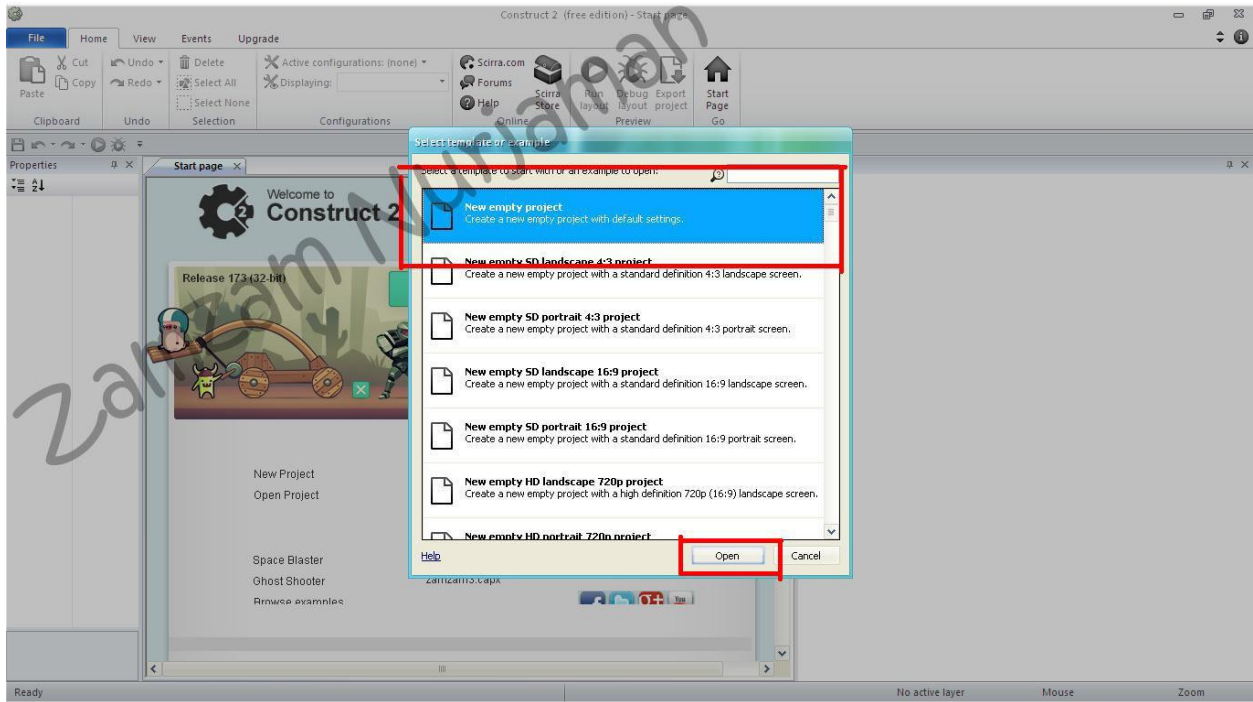 Construct 2 (free edition) - Start page
File Home View Events Upgrade
Paste
Cut
Copy
Clipboard
Undo
Redo
Undo
Delete
Select All
Select None
Selection
Active configurations: (none)
Displaying:
Configurations
Scirra.com
Forums
Help
Scirra Store
Online
Run layout
Debug layout
Export project
Preview
Start Page
Go
Properties
Start page
Welcome to
Construct 2
Release 173 (32-bit)
New Project
Open Project
Space Blaster
Ghost Shooter
Browse examples
Select template or example
Select a template to start with or an example to open:
New empty project
Create a new empty project with default settings.
New empty SD landscape 4:3 project
Create a new empty project with a standard definition 4:3 landscape screen.
New empty SD portrait 4:3 project
Create a new empty project with a standard definition 4:3 portrait screen.
New empty SD landscape 16:9 project
Create a new empty project with a standard definition 16:9 landscape screen.
New empty SD portrait 16:9 project
Create a new empty project with a standard definition 16:9 portrait screen.
New empty HD landscape 720p project
Create a new empty project with a high definition 720p (16:9) landscape screen.
New empty HD portrait 720p project
Help
Open
Cancel
zamzam3.capx
You
Zamzam Nurjaman
Ready
No active layer
Mouse
Zoom